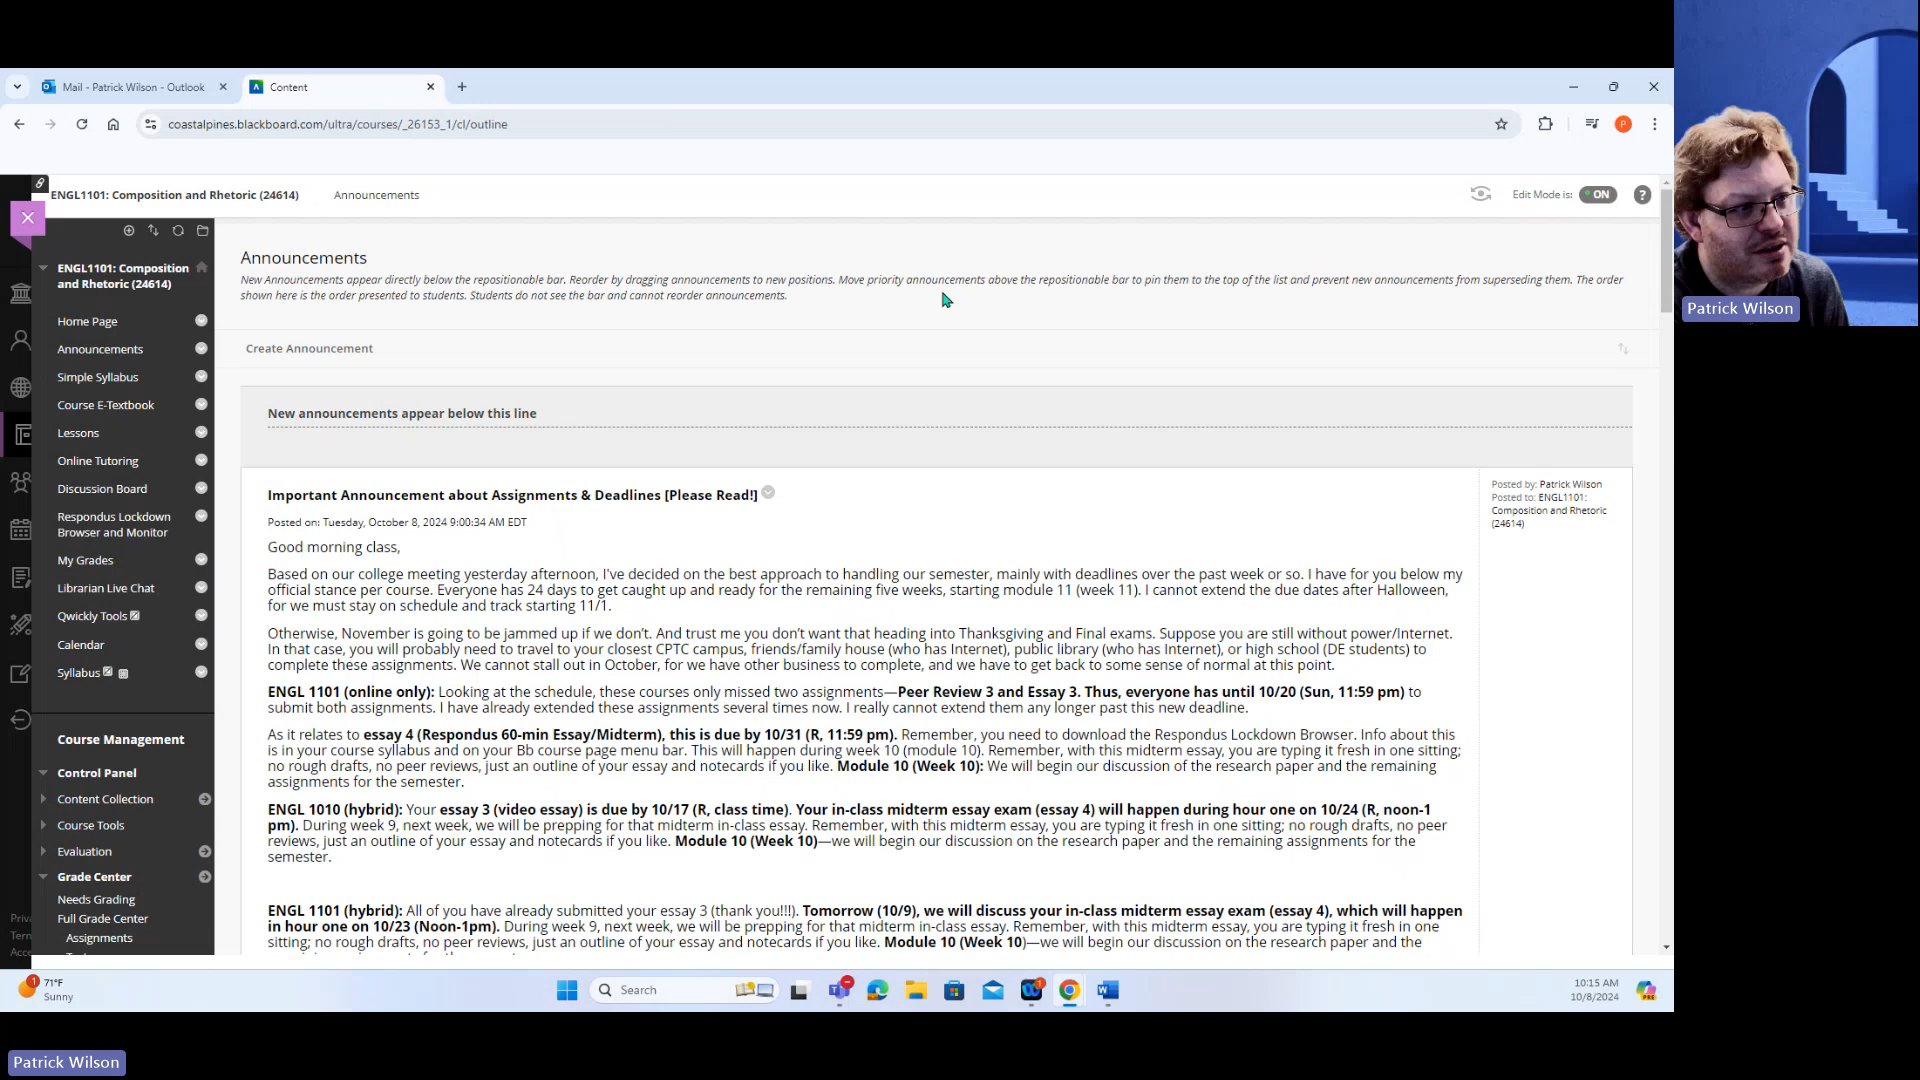 Mail - Patrick Wilson - Outlook
Content
coastalpines.blackboard.com/ultra/courses/_26153_1/cl/outline
P
ENGL1101: Composition and Rhetoric (24614)
Announcements
Edit Mode is:
ON
?
ENGL1101: Composition
and Rhetoric (24614)
Home Page
Announcements
Simple Syllabus
Course E-Textbook
Lessons
Online Tutoring
Discussion Board
Respondus Lockdown
Browser and Monitor
My Grades
Librarian Live Chat
Qwickly Tools
Calendar
Syllabus
Course Management
Control Panel
Content Collection
Course Tools
Evaluation
Grade Center
Needs Grading
Full Grade Center
Assignments
Announcements
New Announcements appear directly below the repositionable bar. Reorder by dragging announcements to new positions. Move priority announcements above the repositionable bar to pin them to the top of the list and prevent new announcements from superseding them. The order
shown here is the order presented to students. Students do not see the bar and cannot reorder announcements.
Create Announcement
New announcements appear below this line
Important Announcement about Assignments & Deadlines [Please Read!]
Posted on: Tuesday, October 8, 2024 9:00:34 AM EDT
Good morning class,
Based on our college meeting yesterday afternoon, I've decided on the best approach to handling our semester, mainly with deadlines over the past week or so. I have for you below my
official stance per course. Everyone has 24 days to get caught up and ready for the remaining five weeks, starting module 11 (week 11). I cannot extend the due dates after Halloween,
for we must stay on schedule and track starting 11/1.
Otherwise, November is going to be jammed up if we don't. And trust me you don't want that heading into Thanksgiving and Final exams. Suppose you are still without power/Internet.
In that case, you will probably need to travel to your closest CPTC campus, friends/family house (who has Internet), public library (who has Internet), or high school (DE students) to
complete these assignments. We cannot stall out in October, for we have other business to complete, and we have to get back to some sense of normal at this point.
ENGL 1101 (online only): Looking at the schedule, these courses only missed two assignments—Peer Review 3 and Essay 3. Thus, everyone has until 10/20 (Sun, 11:59 pm) to
submit both assignments. I have already extended these assignments several times now. I really cannot extend them any longer past this new deadline.
As it relates to essay 4 (Respondus 60-min Essay/Midterm), this is due by 10/31 (R, 11:59 pm). Remember, you need to download the Respondus Lockdown Browser. Info about this
is in your course syllabus and on your Bb course page menu bar. This will happen during week 10 (module 10). Remember, with this midterm essay, you are typing it fresh in one sitting;
no rough drafts, no peer reviews, just an outline of your essay and notecards if you like. Module 10 (Week 10): We will begin our discussion of the research paper and the remaining
assignments for the semester.
ENGL 1010 (hybrid): Your essay 3 (video essay) is due by 10/17 (R, class time). Your in-class midterm essay exam (essay 4) will happen during hour one on 10/24 (R, noon-1
pm). During week 9, next week, we will be prepping for that midterm in-class essay. Remember, with this midterm essay, you are typing it fresh in one sitting; no rough drafts, no peer
reviews, just an outline of your essay and notecards if you like. Module 10 (Week 10)—we will begin our discussion on the research paper and the remaining assignments for the
semester.
ENGL 1101 (hybrid): All of you have already submitted your essay 3 (thank you!!!). Tomorrow (10/9), we will discuss your in-class midterm essay exam (essay 4), which will happen
in hour one on 10/23 (Noon-1pm). During week 9, next week, we will be prepping for that midterm in-class essay. Remember, with this midterm essay, you are typing it fresh in one
sitting; no rough drafts, no peer reviews, just an outline of your essay and notecards if you like. Module 10 (Week 10)—we will begin our discussion on the research paper and the
Posted by: Patrick Wilson
Posted to: ENGL1101:
Composition and Rhetoric
(24614)
Patrick Wilson
1
71°F
Sunny
Search
10:15 AM
10/8/2024
Patrick Wilson